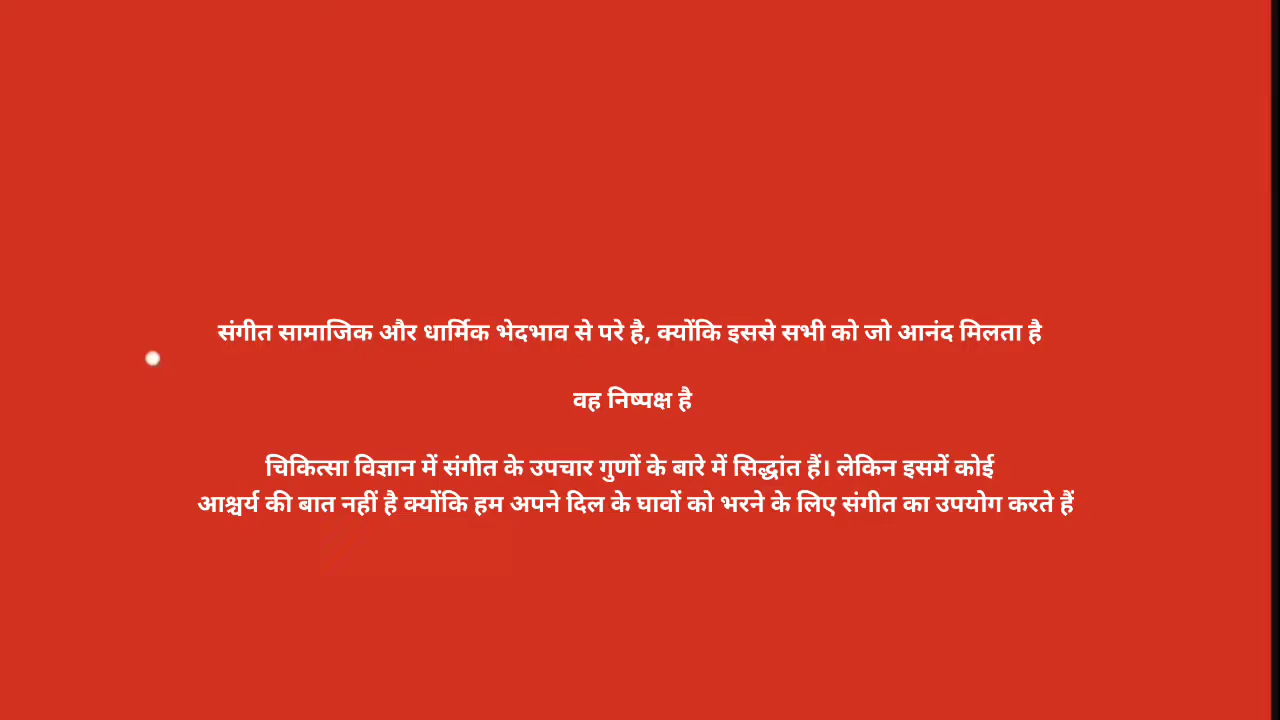 संगीत सामाजिक और धार्मिक भेदभाव से परे है, क्योंकि इससे सभी को जो आनंद मिलता है
वह निष्पक्ष है
चिकित्सा विज्ञान में संगीत के उपचार गुणों के बारे में सिद्धांत हैं। लेकिन इसमें कोई
आश्चर्य की बात नहीं है क्योंकि हम अपने दिल के घावों को भरने के लिए संगीत का उपयोग करते हैं